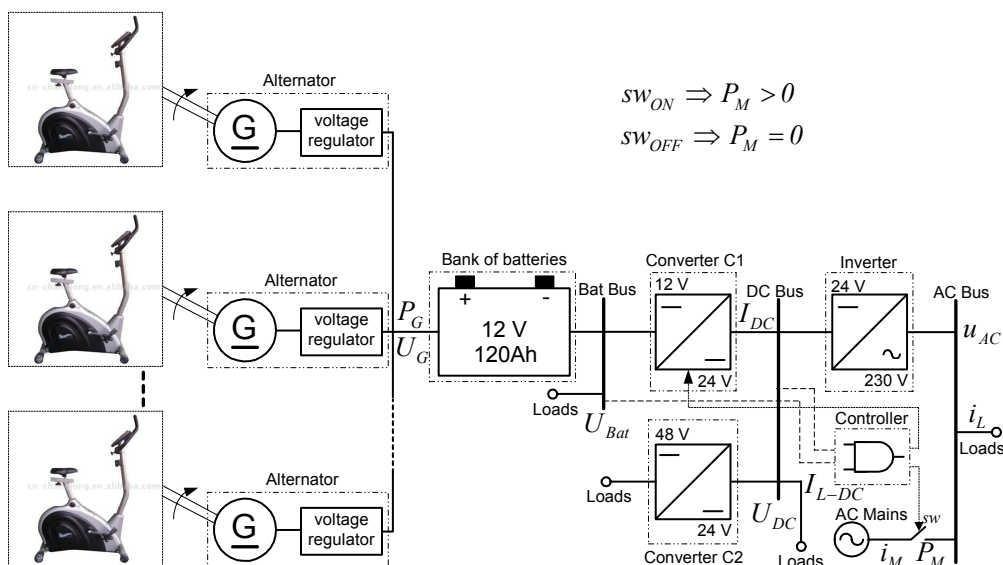 Alternator
G
voltage
regulator
sw_ON ⇒ P_M > 0
sw_OFF ⇒ P_M = 0
Alternator
G
voltage
regulator
P_G
U_G
Bank of batteries
+ -
12 V
120Ah
Bat Bus
Loads
U_Bat
Converter C1
12 V
24 V
I_DC
DC Bus
Inverter
24 V
230 V
AC Bus
u_AC
i_L
Loads
Controller
48 V
24 V
Loads
Converter C2
I_L-DC
U_DC
Loads
AC Mains
sw
i_M
P_M
Alternator
G
voltage
regulator